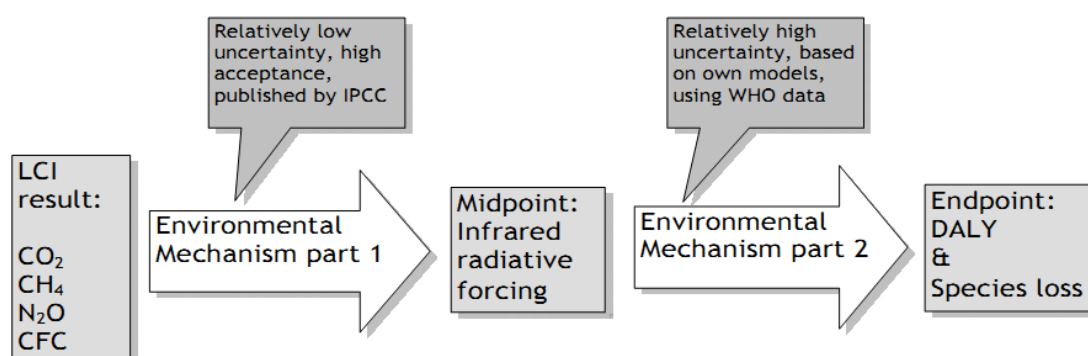 Relatively low
uncertainty, high
acceptance,
published by IPCC
Relatively high
uncertainty, based
on own models,
using WHO data
LCI
result:
CO₂
CH₄
N₂O
CFC
Environmental
Mechanism part 1
Midpoint:
Infrared
radiative
forcing
Environmental
Mechanism part 2
Endpoint:
DALY
&
Species loss